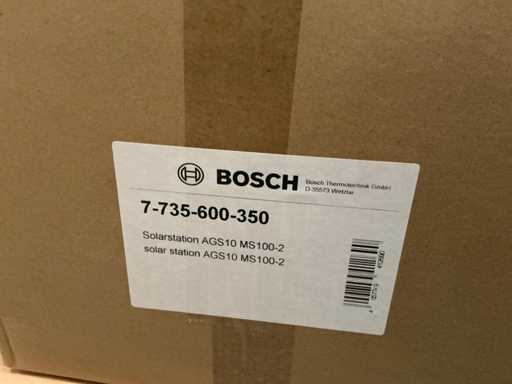 BOSCH
Bosch Thermotechnik GmbH
D-35573 Wetzlar
7-735-600-350
Solarstation AGS10 MS100-2
solar station AGS10 MS100-2